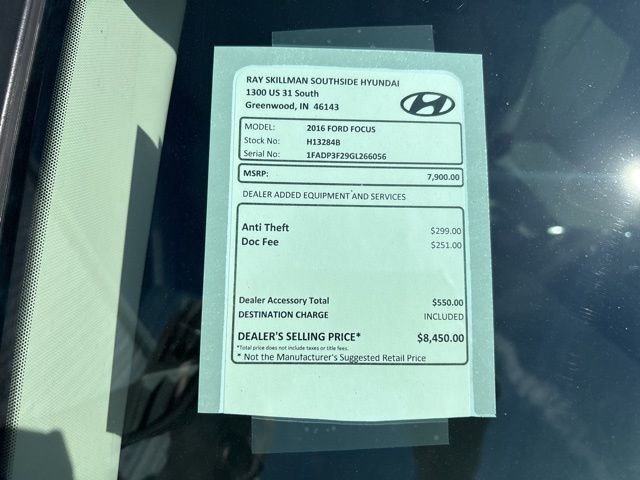 RAY SKILLMAN SOUTHSIDE HYUNDAI
1300 US 31 South
Greenwood, IN 46143
MODEL: 2016 FORD FOCUS
Stock No: H13284B
Serial No: 1FADP3F29GL266056
MSRP: 7,900.00
DEALER ADDED EQUIPMENT AND SERVICES
Anti Theft $299.00
Doc Fee $251.00
Dealer Accessory Total $550.00
DESTINATION CHARGE INCLUDED
DEALER'S SELLING PRICE* $8,450.00
*Total price does not include taxes or title fees.
* Not the Manufacturer's Suggested Retail Price